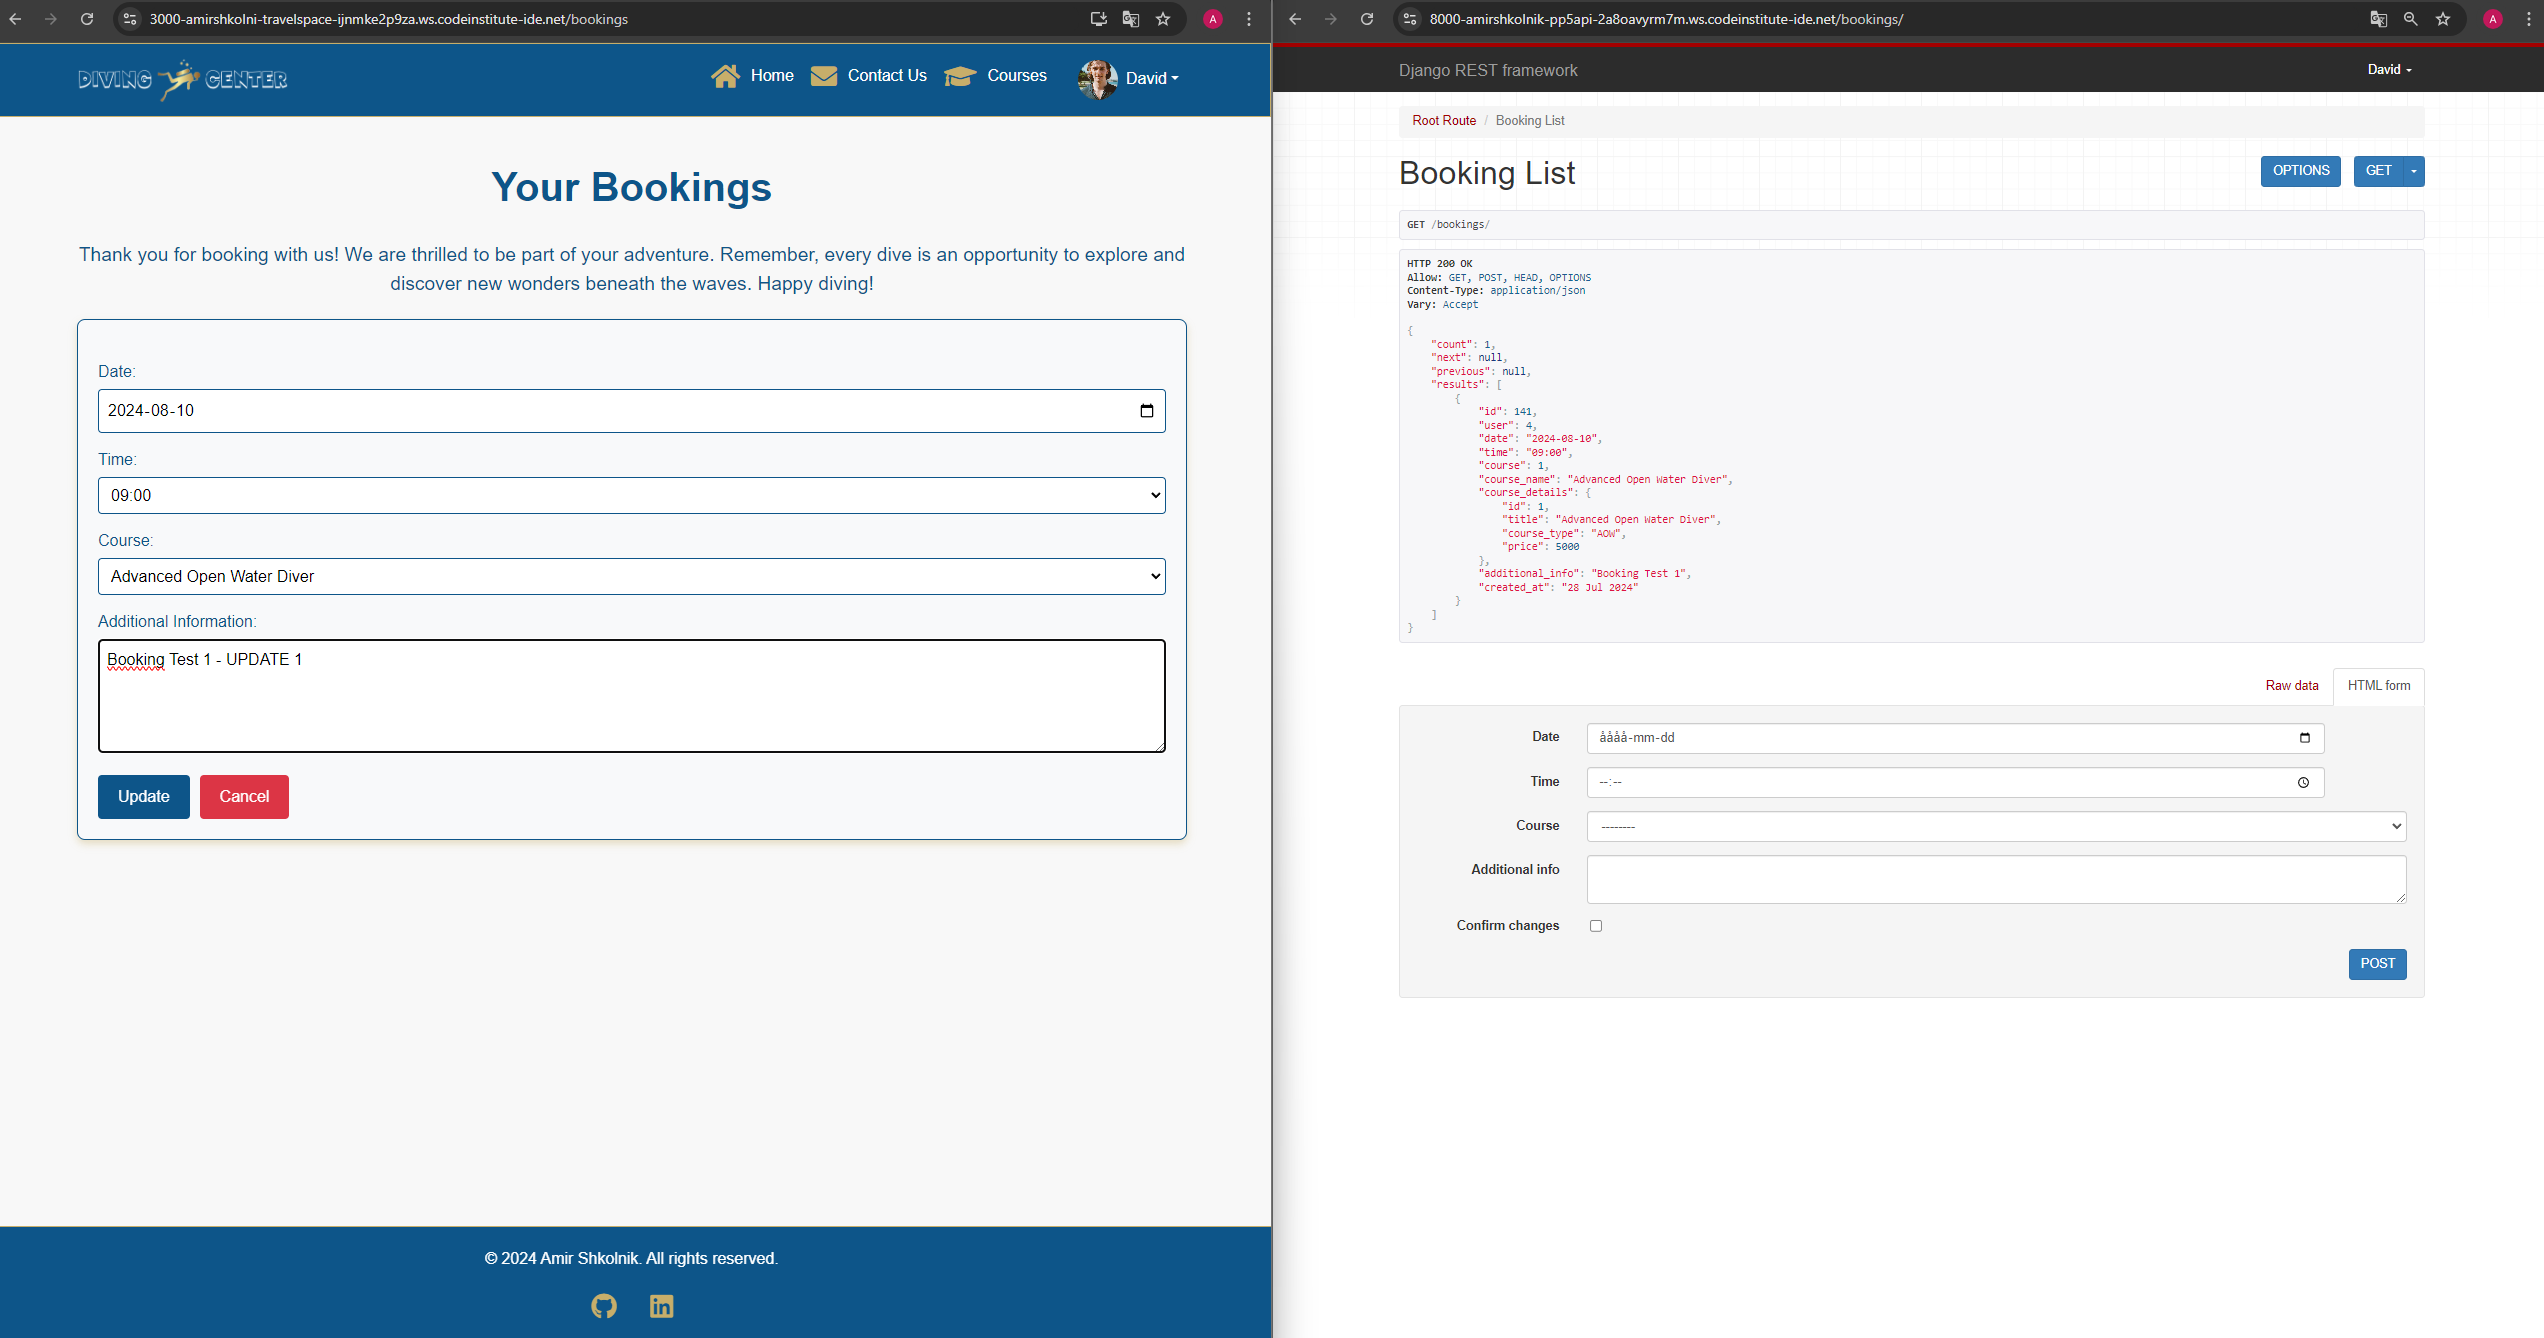 3000-amirshkolni-travelspace-ijnmke2p9za.ws.codeinstitute-ide.net/bookings
A
DIVING CENTER
Home
Contact Us
Courses
David
Your Bookings
Thank you for booking with us! We are thrilled to be part of your adventure. Remember, every dive is an opportunity to explore and
discover new wonders beneath the waves. Happy diving!
Date:
2024-08-10
Time:
09:00
Course:
Advanced Open Water Diver
Additional Information:
Booking Test 1 - UPDATE 1
Update
Cancel
© 2024 Amir Shkolnik. All rights reserved.
in
8000-amirshkolnik-pp5api-2a8oavyrm7m.ws.codeinstitute-ide.net/bookings/
A
Django REST framework
David
Root Route / Booking List
Booking List
OPTIONS
GET
GET /bookings/
HTTP 200 OK
Allow: GET, POST, HEAD, OPTIONS
Content-Type: application/json
Vary: Accept
{
"count": 1,
"next": null,
"previous": null,
"results": [
{
"id": 141,
"user": 4,
"date": "2024-08-10",
"time": "09:00",
"course": 1,
"course_name": "Advanced Open Water Diver",
"course_details": {
"id": 1,
"title": "Advanced Open Water Diver",
"course_type": "AOW",
"price": 5000
},
"additional_info": "Booking Test 1",
"created_at": "28 Jul 2024"
}
]
}
Raw data
HTML form
Date
åååå-mm-dd
Time
--:--
Course
--------
Additional info
Confirm changes
POST